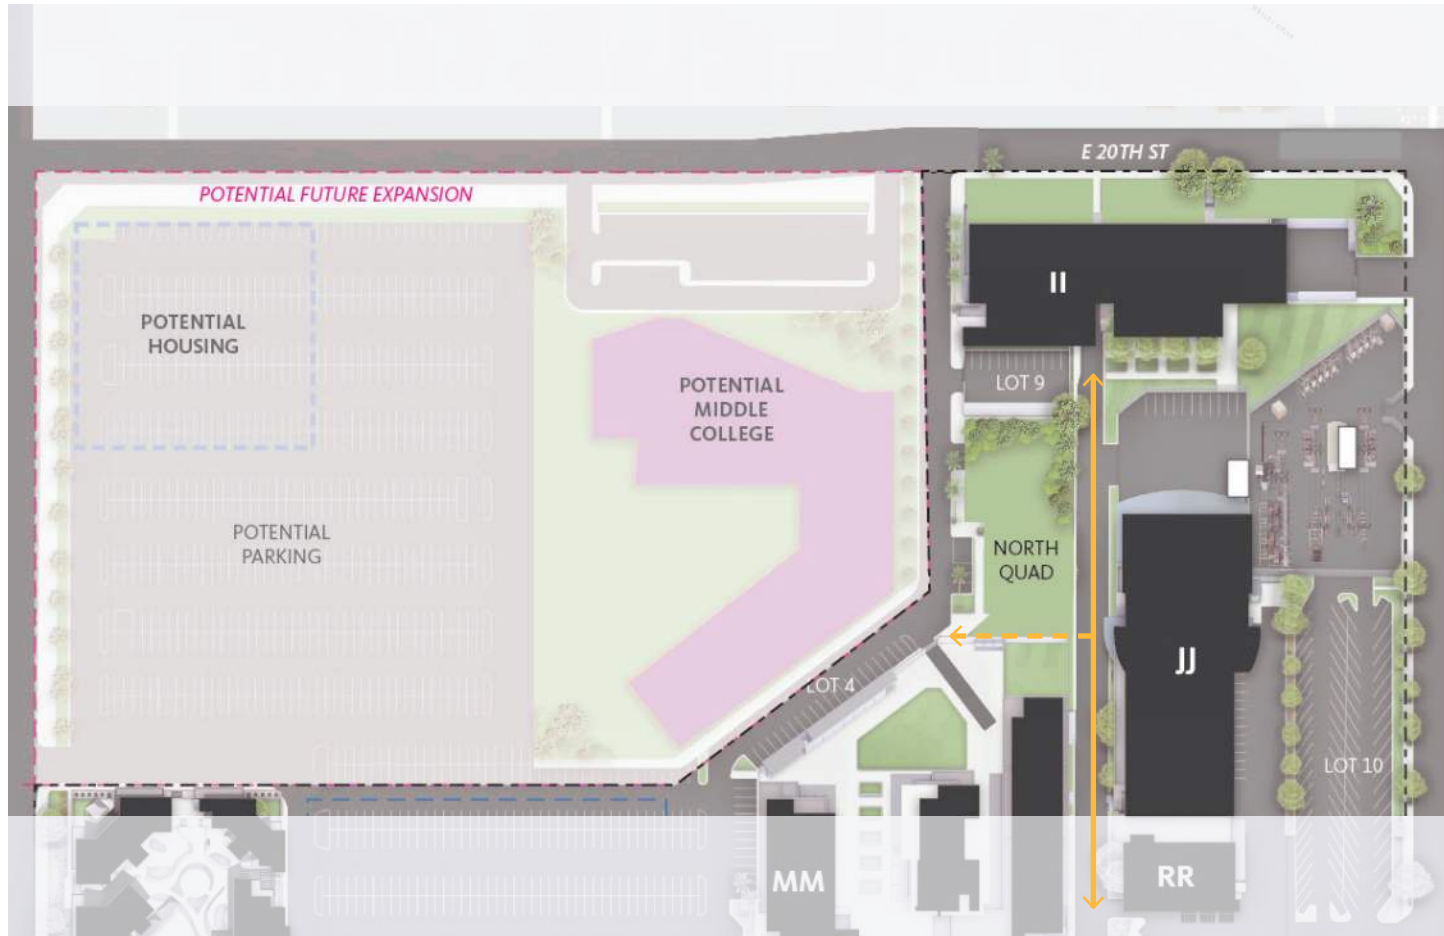 E 20TH ST
POTENTIAL FUTURE EXPANSION
II
POTENTIAL
HOUSING
LOT 9
POTENTIAL
MIDDLE
COLLEGE
POTENTIAL
PARKING
NORTH
QUAD
JJ
LOT 4
LOT 10
MM
RR